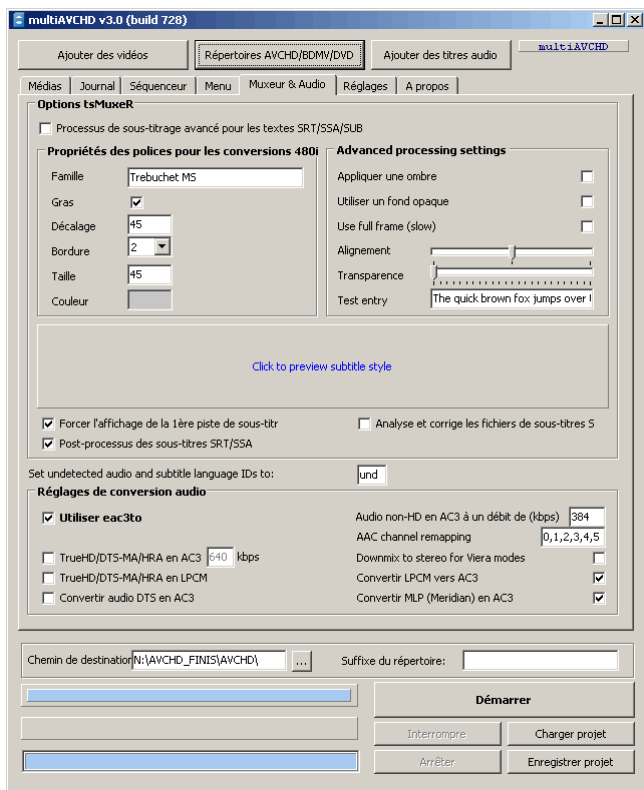 multiAVCHD v3.0 (build 728)
Ajouter des vidéos
Répertoires AVCHD/BDMV/DVD
Ajouter des titres audio
multiAVCHD
Médias
Journal
Séquenceur
Menu
Muxeur & Audio
Réglages
A propos
Options tsMuxeR
Processus de sous-titrage avancé pour les textes SRT/SSA/SUB
Propriétés des polices pour les conversions 480i
Famille
Trebuchet MS
Gras
Décalage
45
Bordure
2
Taille
45
Couleur
Advanced processing settings
Appliquer une ombre
Utiliser un fond opaque
Use full frame (slow)
Alignement
Transparence
Test entry
The quick brown fox jumps over
Click to preview subtitle style
Forcer l'affichage de la 1ère piste de sous-titr
Analyse et corrige les fichiers de sous-titres S
Post-processus des sous-titres SRT/SSA
Set undetected audio and subtitle language IDs to:
und
Réglages de conversion audio
Utiliser eac3to
Audio non-HD en AC3 à un débit de (kbps)
384
AAC channel remapping
0,1,2,3,4,5
TrueHD/DTS-MA/HRA en AC3
640
kbps
Downmix to stereo for Viera modes
TrueHD/DTS-MA/HRA en LPCM
Convertir LPCM vers AC3
Convertir audio DTS en AC3
Convertir MLP (Meridian) en AC3
Chemin de destination
N:\AVCHD_FINIS\AVCHD\
...
Suffixe du répertoire:
Démarrer
Interrompre
Charger projet
Arrêter
Enregistrer projet